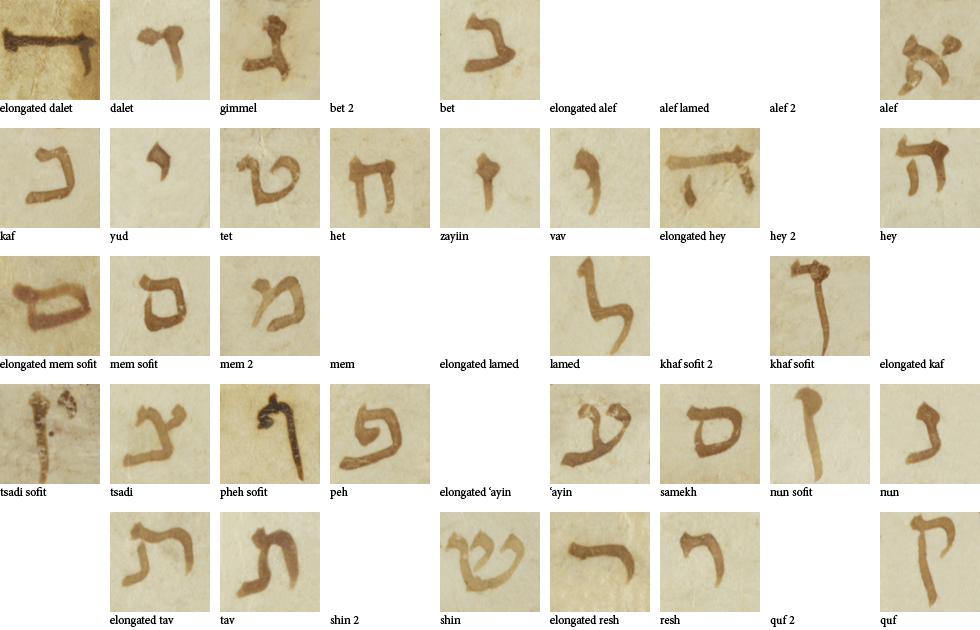 א ב ג ד ד
elongated dalet dalet gimmel bet 2 bet elongated alef alef lamed alef 2 alef
ה ה ו ז ח ט י כ
kaf yud tet het zayiin vav elongated hey hey 2 hey
ך ל מ ם ם
elongated mem sofit mem sofit mem 2 mem elongated lamed lamed khaf sofit 2 khaf sofit elongated kaf
נ ן ס ע פ ף צ ץ
tsadi sofit tsadi pheh sofit peh elongated ‘ayin ‘ayin samekh nun sofit nun
ק ר ר ש ת ת
elongated tav tav shin 2 shin elongated resh resh quf 2 quf